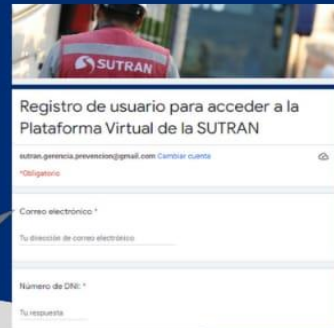 SUTRAN
Registro de usuario para acceder a la
Plataforma Virtual de la SUTRAN
sutran.gerencia.prevencion@gmail.com Cambiar cuenta
*Obligatorio
Correo electrónico *
Tu dirección de correo electrónico
Número de DNI: *
Tu respuesta